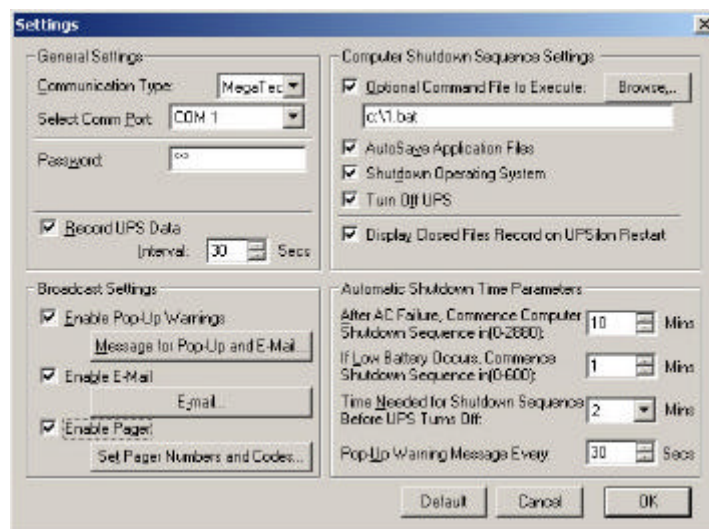 Settings
General Settings
Communication Type: MegaTec
Select Comm Port: COM 1
Password: **
Record UPS Data
Interval: 30 Secs
Broadcast Settings
Enable Pop-Up Warnings
Message for Pop-Up and E-Mail...
Enable E-Mail
E-mail...
Enable Pager
Set Pager Numbers and Codes...
Computer Shutdown Sequence Settings
Optional Command File to Execute: Browse...
c:\1.bat
AutoSave Application Files
Shutdown Operating System
Turn Off UPS
Display Closed Files Record on UPSilon Restart
Automatic Shutdown Time Parameters
After AC Failure, Commence Computer
Shutdown Sequence in(0-2880): 10 Mins
If Low Battery Occurs, Commence
Shutdown Sequence in(0-600): 1 Mins
Time Needed for Shutdown Sequence
Before UPS Turns Off: 2 Mins
Pop-Up Warning Message Every: 30 Secs
Default Cancel OK